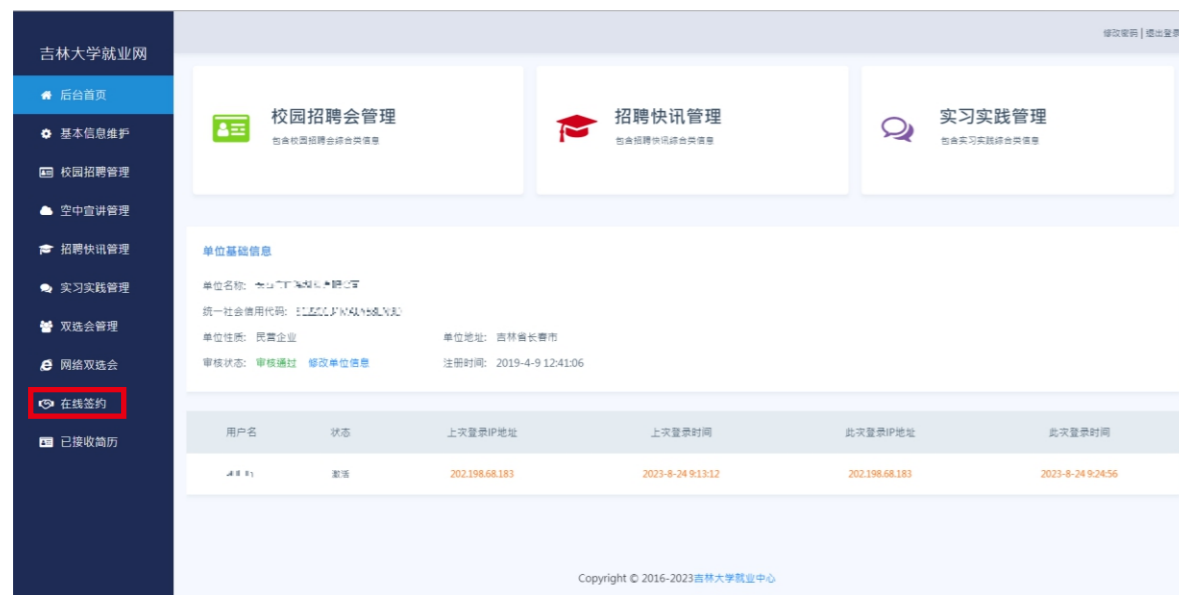 修改密码 | 退出登录
吉林大学就业网
后台首页
基本信息维护
校园招聘管理
空中宣讲管理
招聘快讯管理
实习实践管理
双选会管理
网络双选会
在线签约
已接收简历
校园招聘会管理
包含校园招聘会综合类信息
招聘快讯管理
包含招聘快讯综合类信息
实习实践管理
包含实习实践综合类信息
单位基础信息
单位名称:
统一社会信用代码:
单位性质: 民营企业 单位地址: 吉林省长春市
审核状态: 审核通过 修改单位信息 注册时间: 2019-4-9 12:41:06
用户名 状态 上次登录IP地址 上次登录时间 此次登录IP地址 此次登录时间
激活 202.198.68.183 2023-8-24 9:13:12 202.198.68.183 2023-8-24 9:24:56
Copyright © 2016-2023吉林大学就业中心